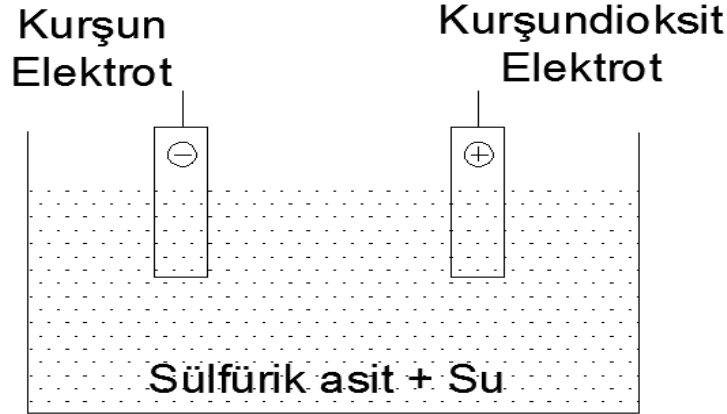 Kurşun
Elektrot
Kurşundioksit
Elektrot
−
+
Sülfürik asit + Su